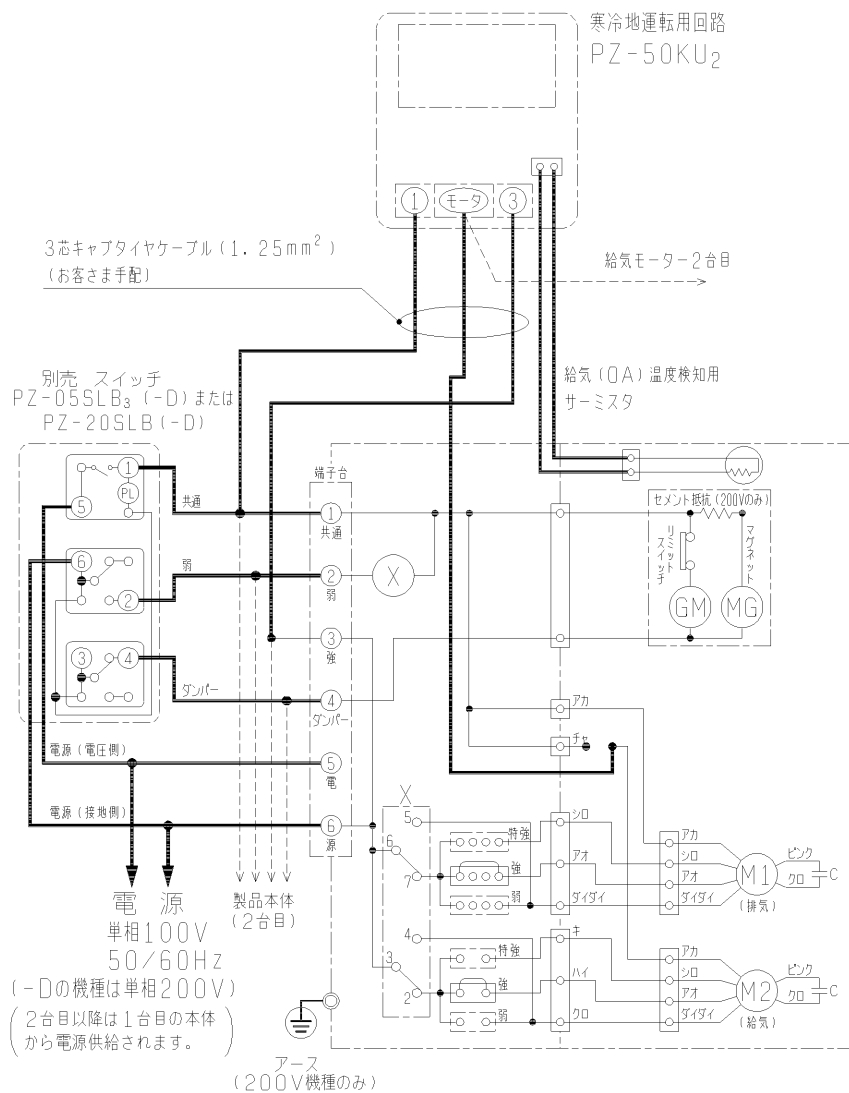 寒冷地運転用回路
PZ-50KU2
① モータ ③
3芯キャブタイヤケーブル(1.25mm²)
(お客さま手配)
給気モーター2台目
給気(OA)温度検知用
サーミスタ
別売 スイッチ
PZ-05SLB3(-D)または
PZ-20SLB(-D)
① PL ⑤
共通
⑥ ②
弱
③ ④
ダンパー
電源(電圧側)
電源(接地側)
端子台
① 共通
② 弱
③ 強
④ ダンパー
⑤ 電
⑥ 源
X
セメント抵抗(200Vのみ)
リミットスイッチ
マグネット
GM MG
アカ
チャ
X
5
6
7
4
3
2
特強
強
弱
特強
強
弱
シロ
アオ
ダイダイ
キ
ハイ
クロ
アカ
シロ
アオ
ダイダイ
M1
(排気)
ピンク
クロ
C
アカ
シロ
アオ
ダイダイ
M2
(給気)
ピンク
クロ
C
電 源
単相100V
50/60Hz
(-Dの機種は単相200V)
(2台目以降は1台目の本体
から電源供給されます。)
製品本体
(2台目)
アース
(200V機種のみ)